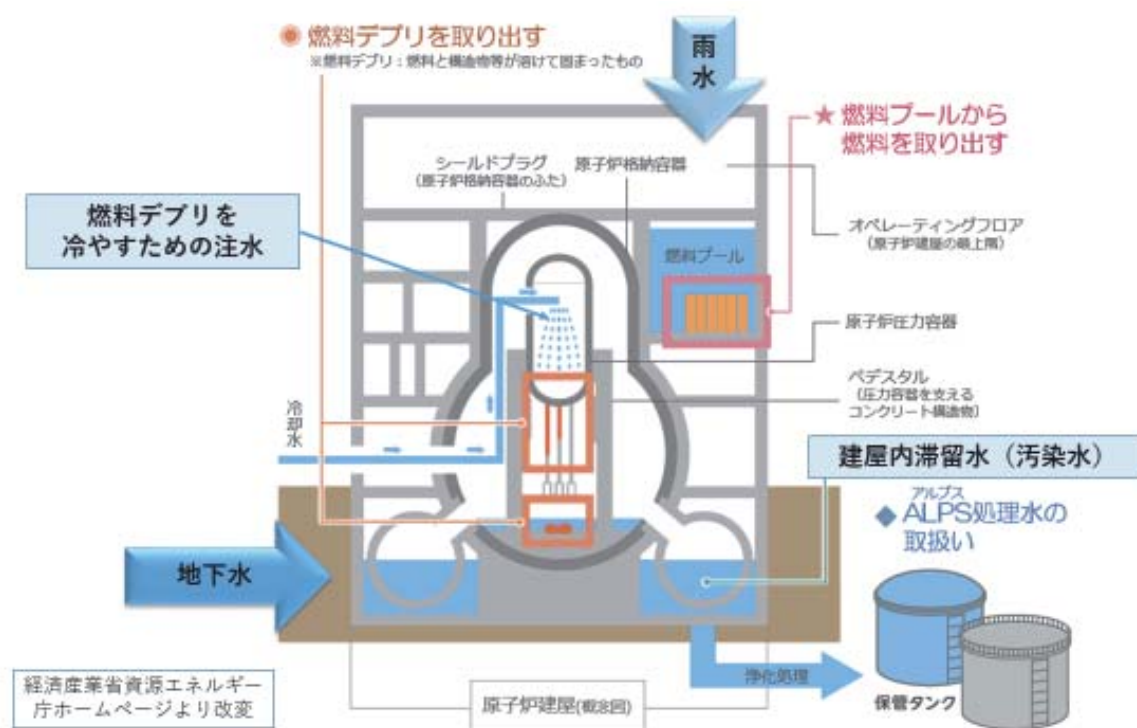 燃料デブリを取り出す
※燃料デブリ：燃料と構造物等が溶けて固まったもの
雨
水
★燃料プールから
燃料を取り出す
シールドプラグ
（原子炉格納容器のふた）
原子炉格納容器
燃料デブリを
冷やすための注水
オペレーティングフロア
（原子炉建屋の最上階）
燃料プール
原子炉圧力容器
ペデスタル
（圧力容器を支える
コンクリート構造物）
冷却水
建屋内滞留水（汚染水）
アルプス
◆ALPS処理水の
取扱い
地下水
浄化処理
保管タンク
経済産業省資源エネルギー
庁ホームページより改変
原子炉建屋(概念図)